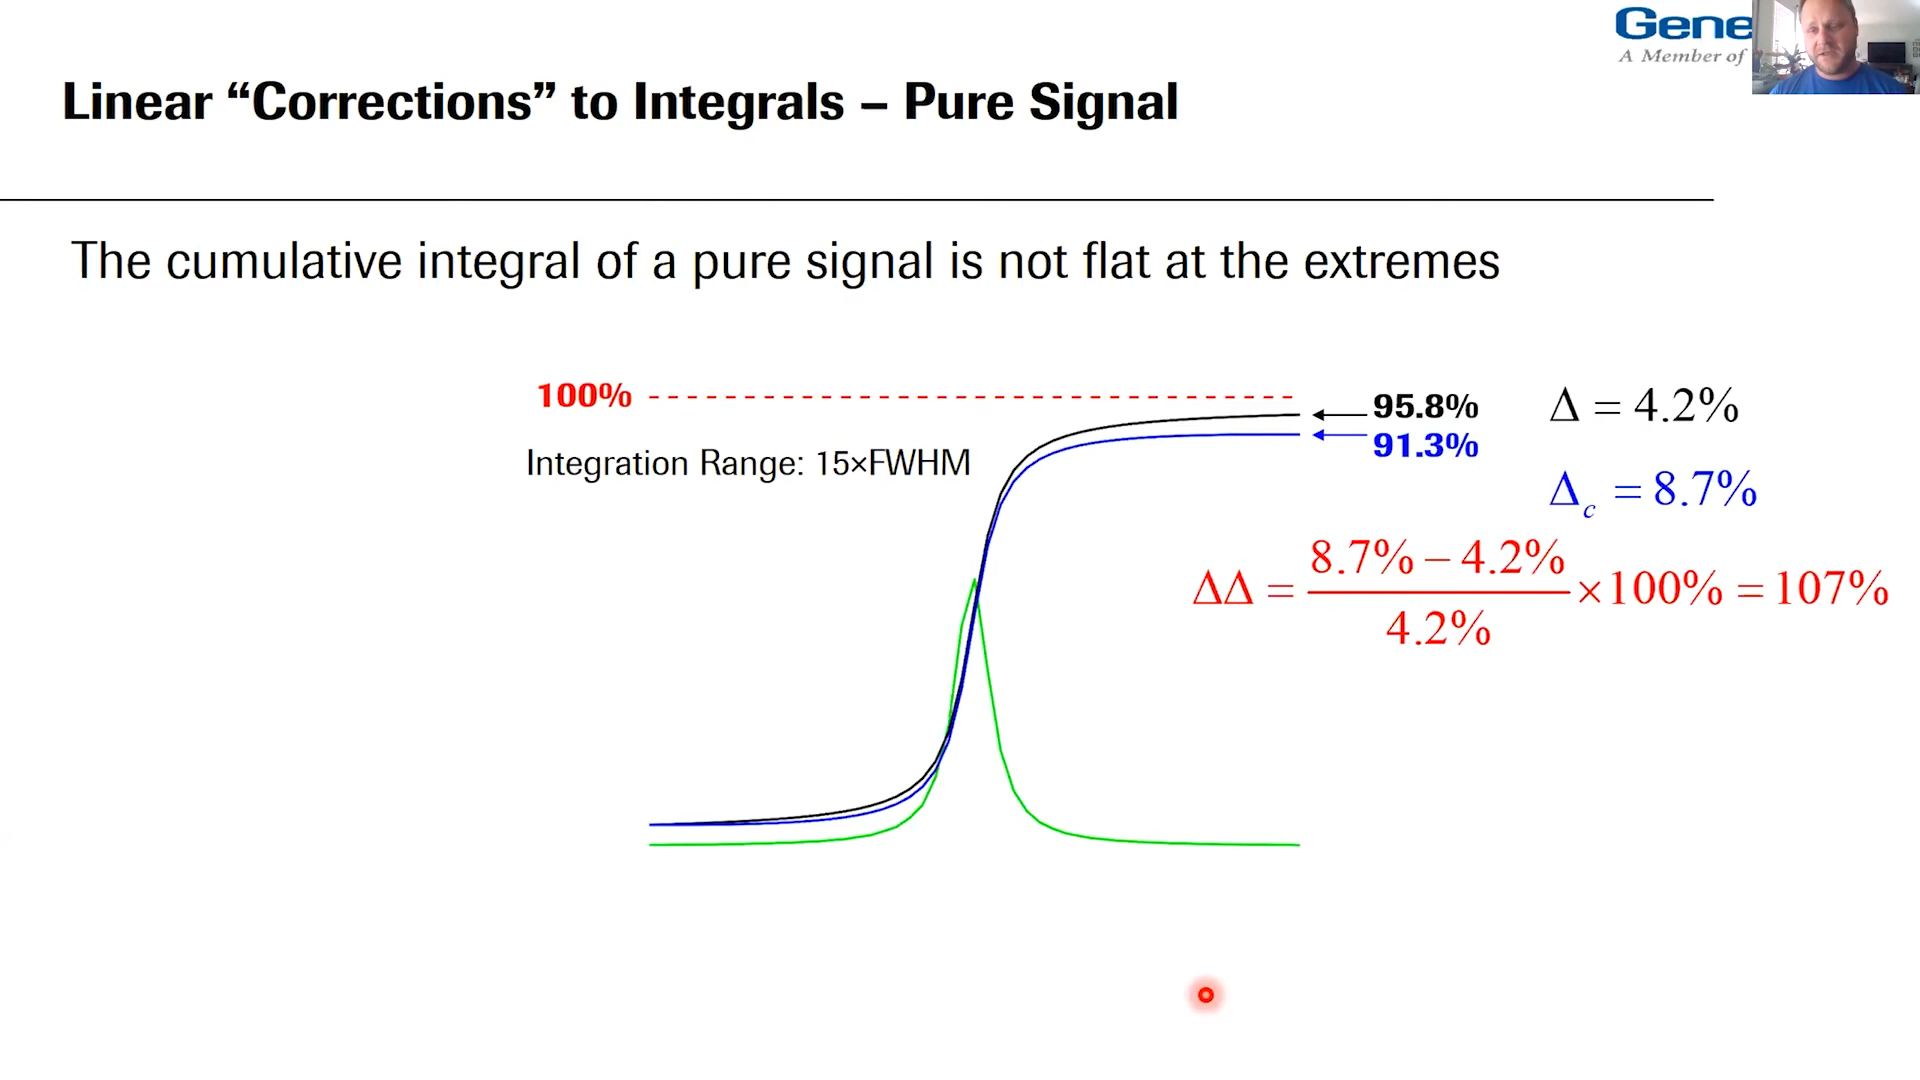 Gene
A Member of
Linear “Corrections” to Integrals – Pure Signal
The cumulative integral of a pure signal is not flat at the extremes
100%
95.8%
Δ = 4.2%
91.3%
Integration Range: 15×FWHM
Δc = 8.7%
ΔΔ = (8.7% − 4.2%) / 4.2% ×100% = 107%